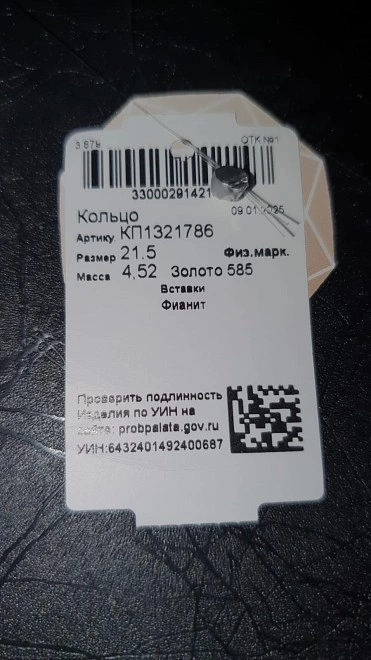 3 879 ОТК №1
33000291421
09.01.2025
Кольцо
Артику. КП1321786
Размер 21.5 Физ.марк.
Масса 4,52 Золото 585
Вставки
Фианит
Проверить подлинность
Изделия по УИН на
сайте: probpalata.gov.ru
УИН:6432401492400687